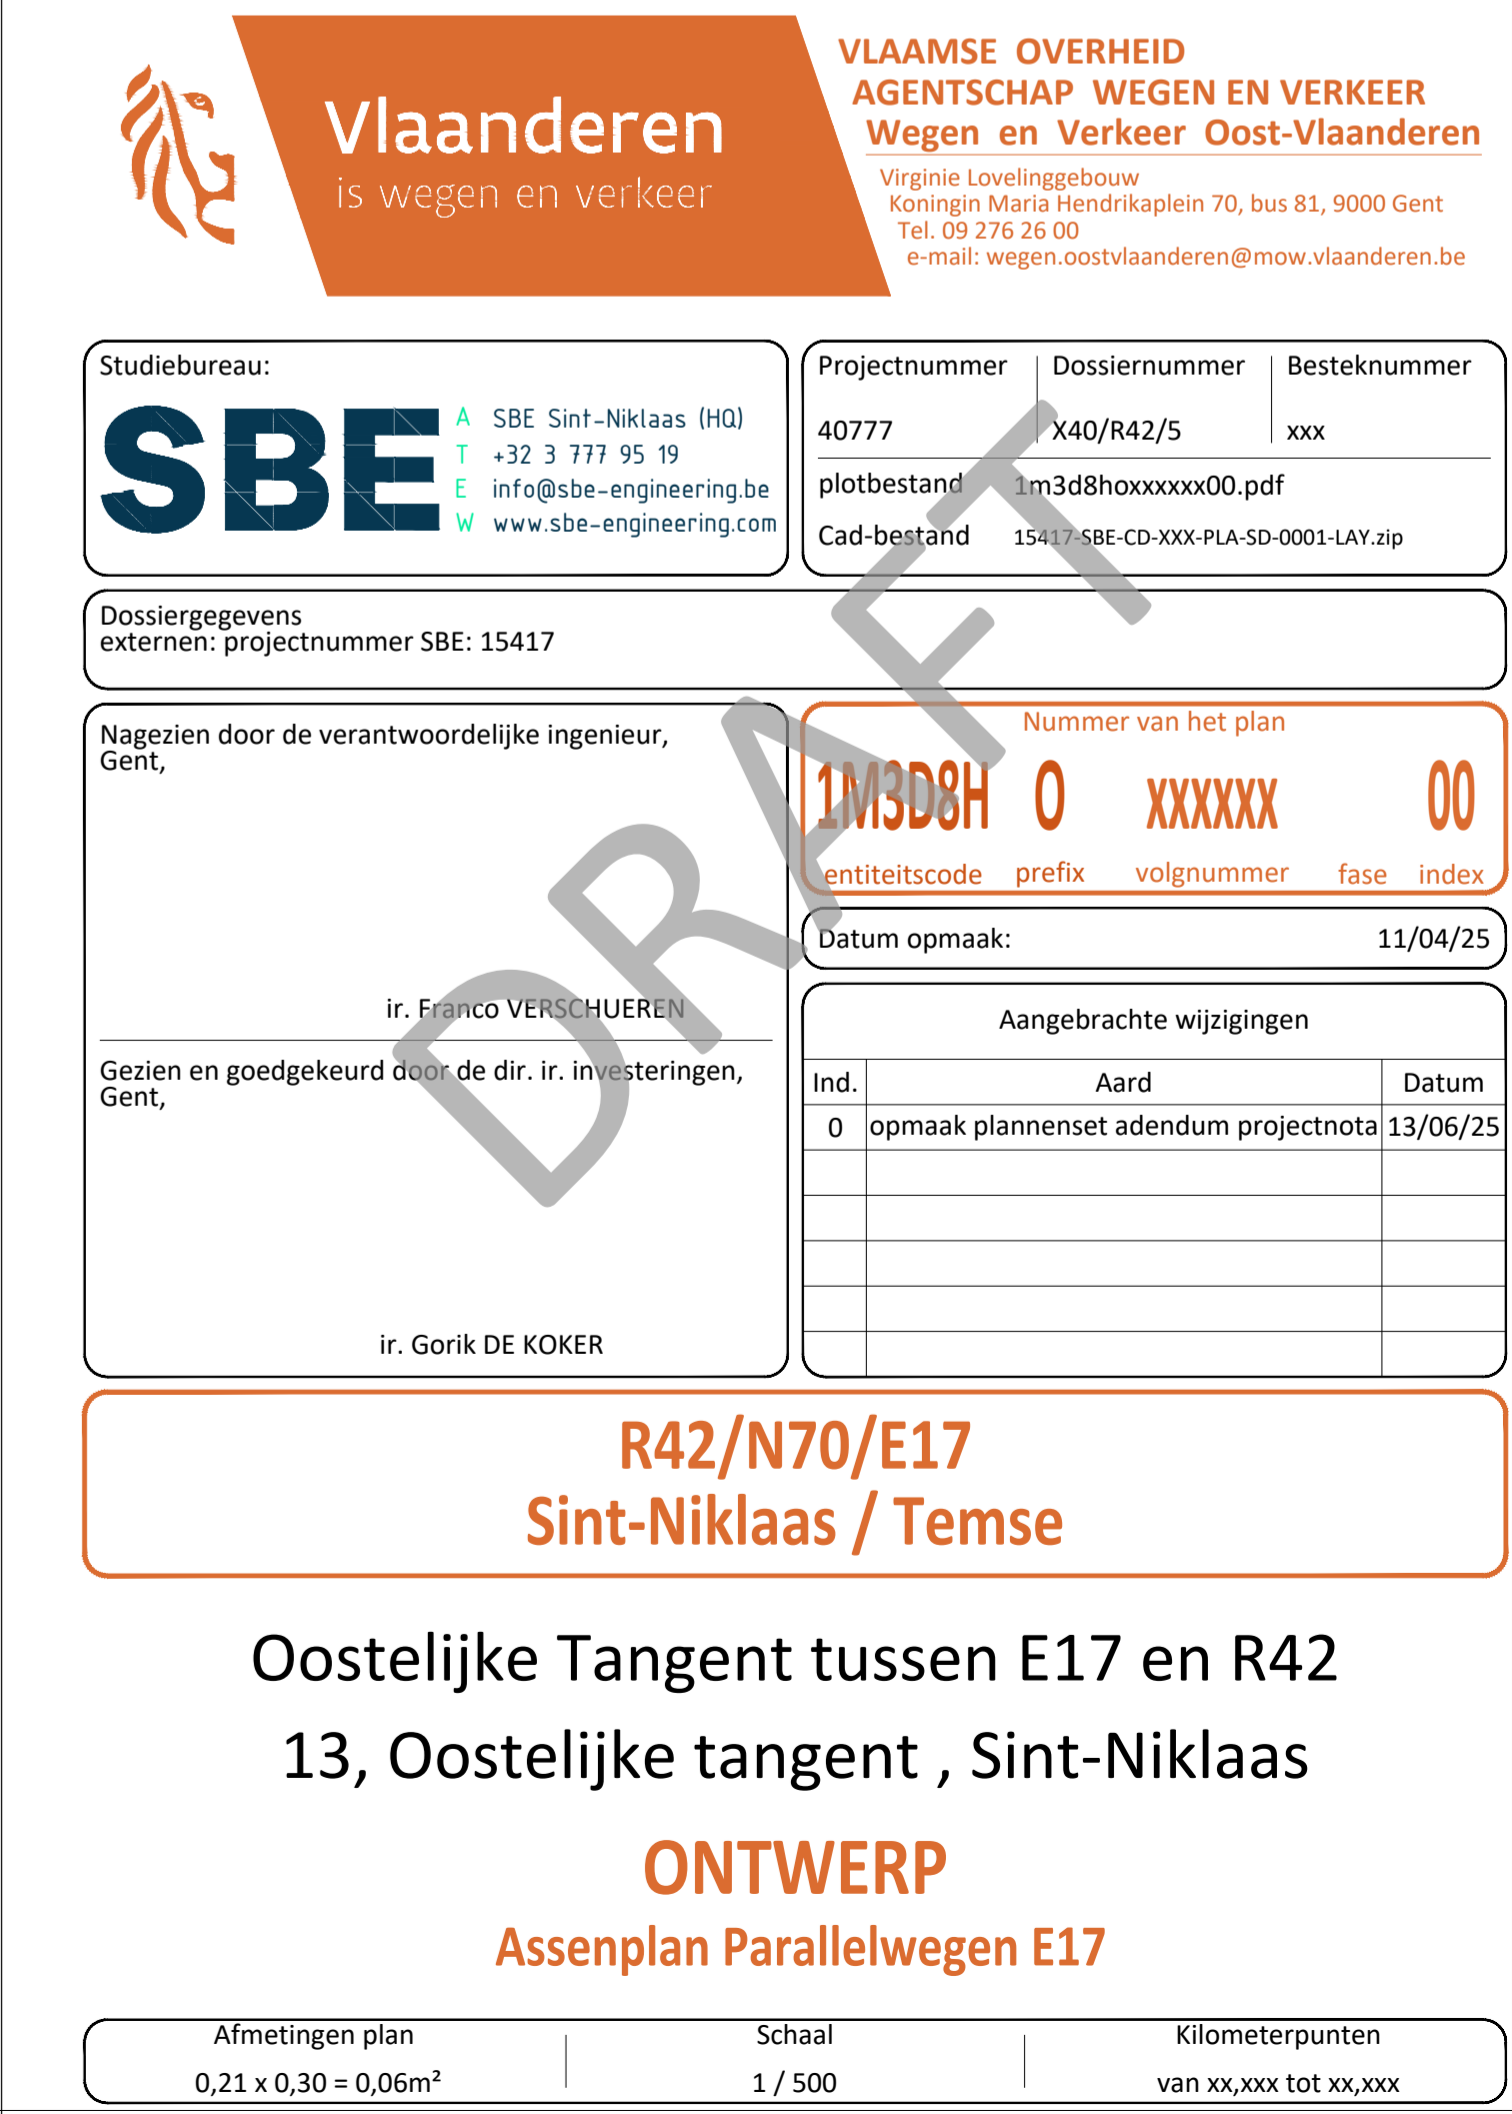 Vlaanderen
is wegen en verkeer
VLAAMSE OVERHEID
AGENTSCHAP WEGEN EN VERKEER
Wegen en Verkeer Oost-Vlaanderen
Virginie Lovelinggebouw
Koningin Maria Hendrikaplein 70, bus 81, 9000 Gent
Tel. 09 276 26 00
e-mail: wegen.oostvlaanderen@mow.vlaanderen.be
Studiebureau:
SBE
A SBE Sint-Niklaas (HQ)
T +32 3 777 95 19
E info@sbe-engineering.be
W www.sbe-engineering.com
Projectnummer Dossiernummer Besteknummer
40777 X40/R42/5 xxx
plotbestand 1m3d8hoxxxxxx00.pdf
Cad-bestand 15417-SBE-CD-XXX-PLA-SD-0001-LAY.zip
Dossiergegevens
externen: projectnummer SBE: 15417
Nagezien door de verantwoordelijke ingenieur,
Gent,
ir. Franco VERSCHUEREN
Gezien en goedgekeurd door de dir. ir. investeringen,
Gent,
ir. Gorik DE KOKER
Nummer van het plan
1M3D8H O xxxxxx 00
entiteitscode prefix volgnummer fase index
Datum opmaak: 11/04/25
Aangebrachte wijzigingen
Ind. Aard Datum
0 opmaak plannenset adendum projectnota 13/06/25
DRAFT
R42/N70/E17
Sint-Niklaas / Temse
Oostelijke Tangent tussen E17 en R42
13, Oostelijke tangent , Sint-Niklaas
ONTWERP
Assenplan Parallelwegen E17
Afmetingen plan Schaal Kilometerpunten
0,21 x 0,30 = 0,06m² 1 / 500 van xx,xxx tot xx,xxx